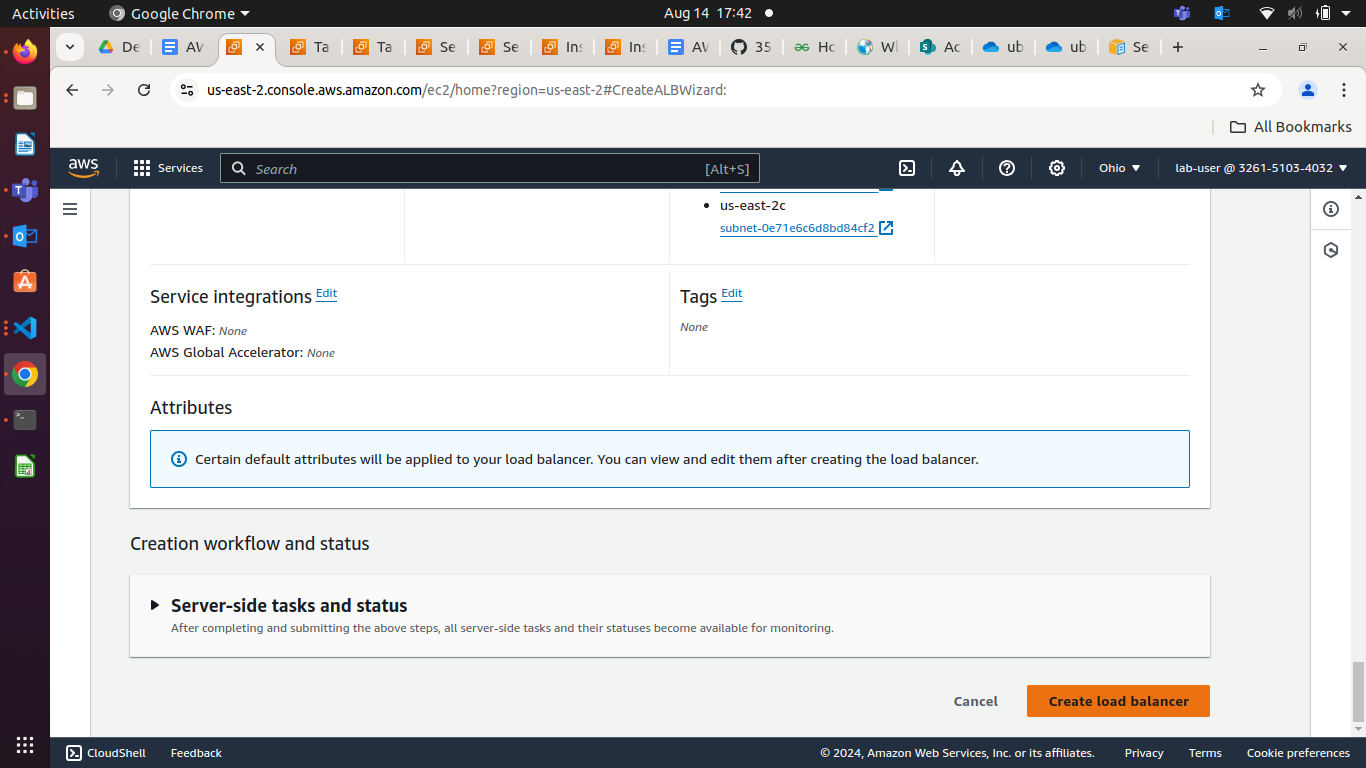 Activities Google Chrome Aug 14 17:42
De AW Ta Ta Se Se Ins Ins AW 35 Ho W Ac ub ub Se
us-east-2.console.aws.amazon.com/ec2/home?region=us-east-2#CreateALBWizard:
All Bookmarks
aws Services Search [Alt+S] Ohio lab-user @ 3261-5103-4032
us-east-2c
subnet-0e71e6c6d8bd84cf2
Service integrations Edit Tags Edit
AWS WAF: None None
AWS Global Accelerator: None
Attributes
Certain default attributes will be applied to your load balancer. You can view and edit them after creating the load balancer.
Creation workflow and status
Server-side tasks and status
After completing and submitting the above steps, all server-side tasks and their statuses become available for monitoring.
Cancel Create load balancer
CloudShell Feedback © 2024, Amazon Web Services, Inc. or its affiliates. Privacy Terms Cookie preferences